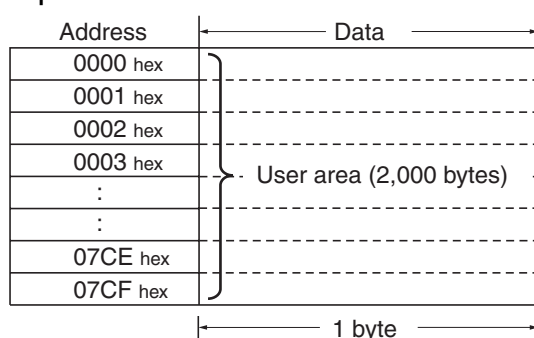 Address Data
0000 hex
0001 hex
0002 hex
0003 hex
User area (2,000 bytes)
:
:
07CE hex
07CF hex
1 byte